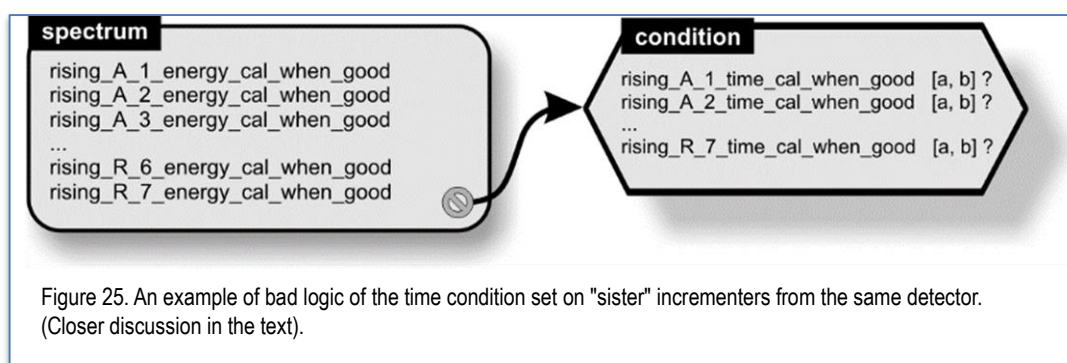 spectrum
rising_A_1_energy_cal_when_good
rising_A_2_energy_cal_when_good
rising_A_3_energy_cal_when_good
...
rising_R_6_energy_cal_when_good
rising_R_7_energy_cal_when_good
condition
rising_A_1_time_cal_when_good [a, b] ?
rising_A_2_time_cal_when_good [a, b] ?
...
rising_R_7_time_cal_when_good [a, b] ?
Figure 25. An example of bad logic of the time condition set on "sister" incrementers from the same detector.
(Closer discussion in the text).